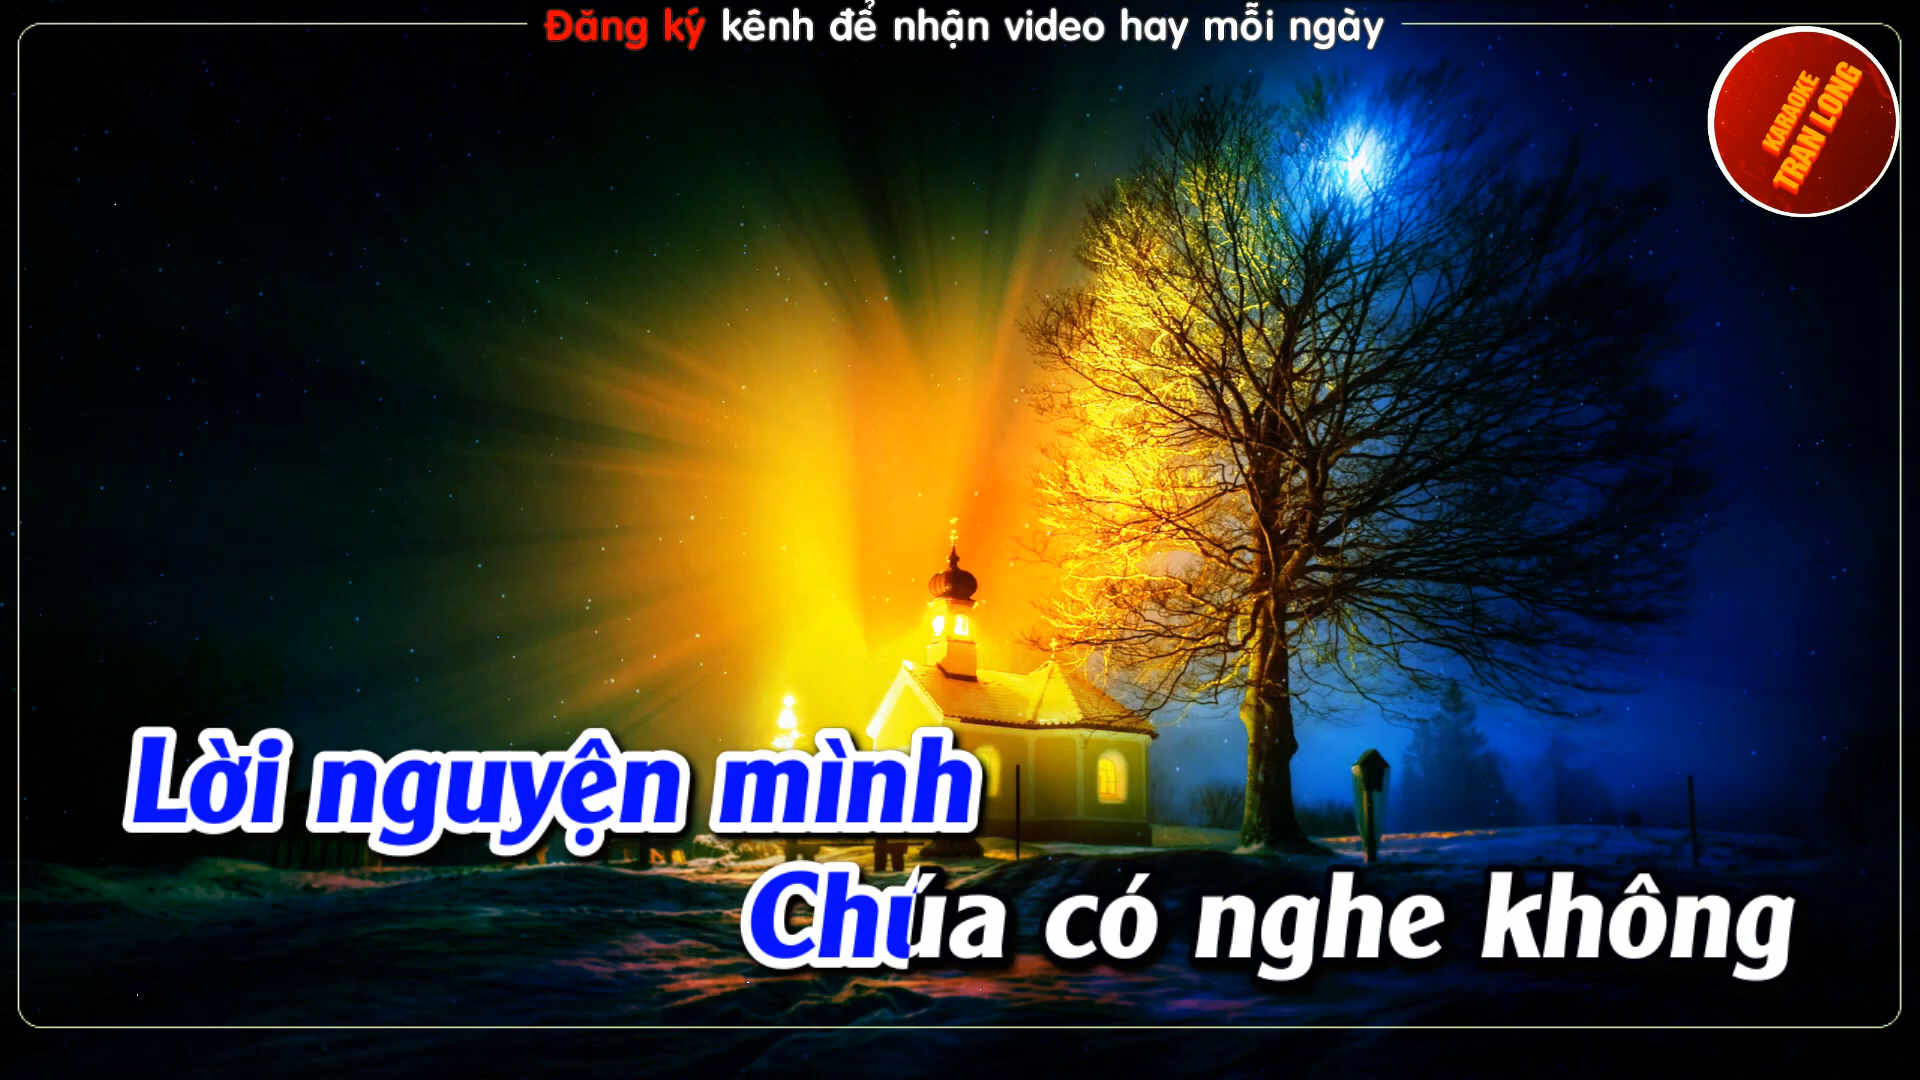 Đăng ký kênh để nhận video hay mỗi ngày
KARAOKE
TRAN LONG
Lời nguyện mình
Chúa có nghe không